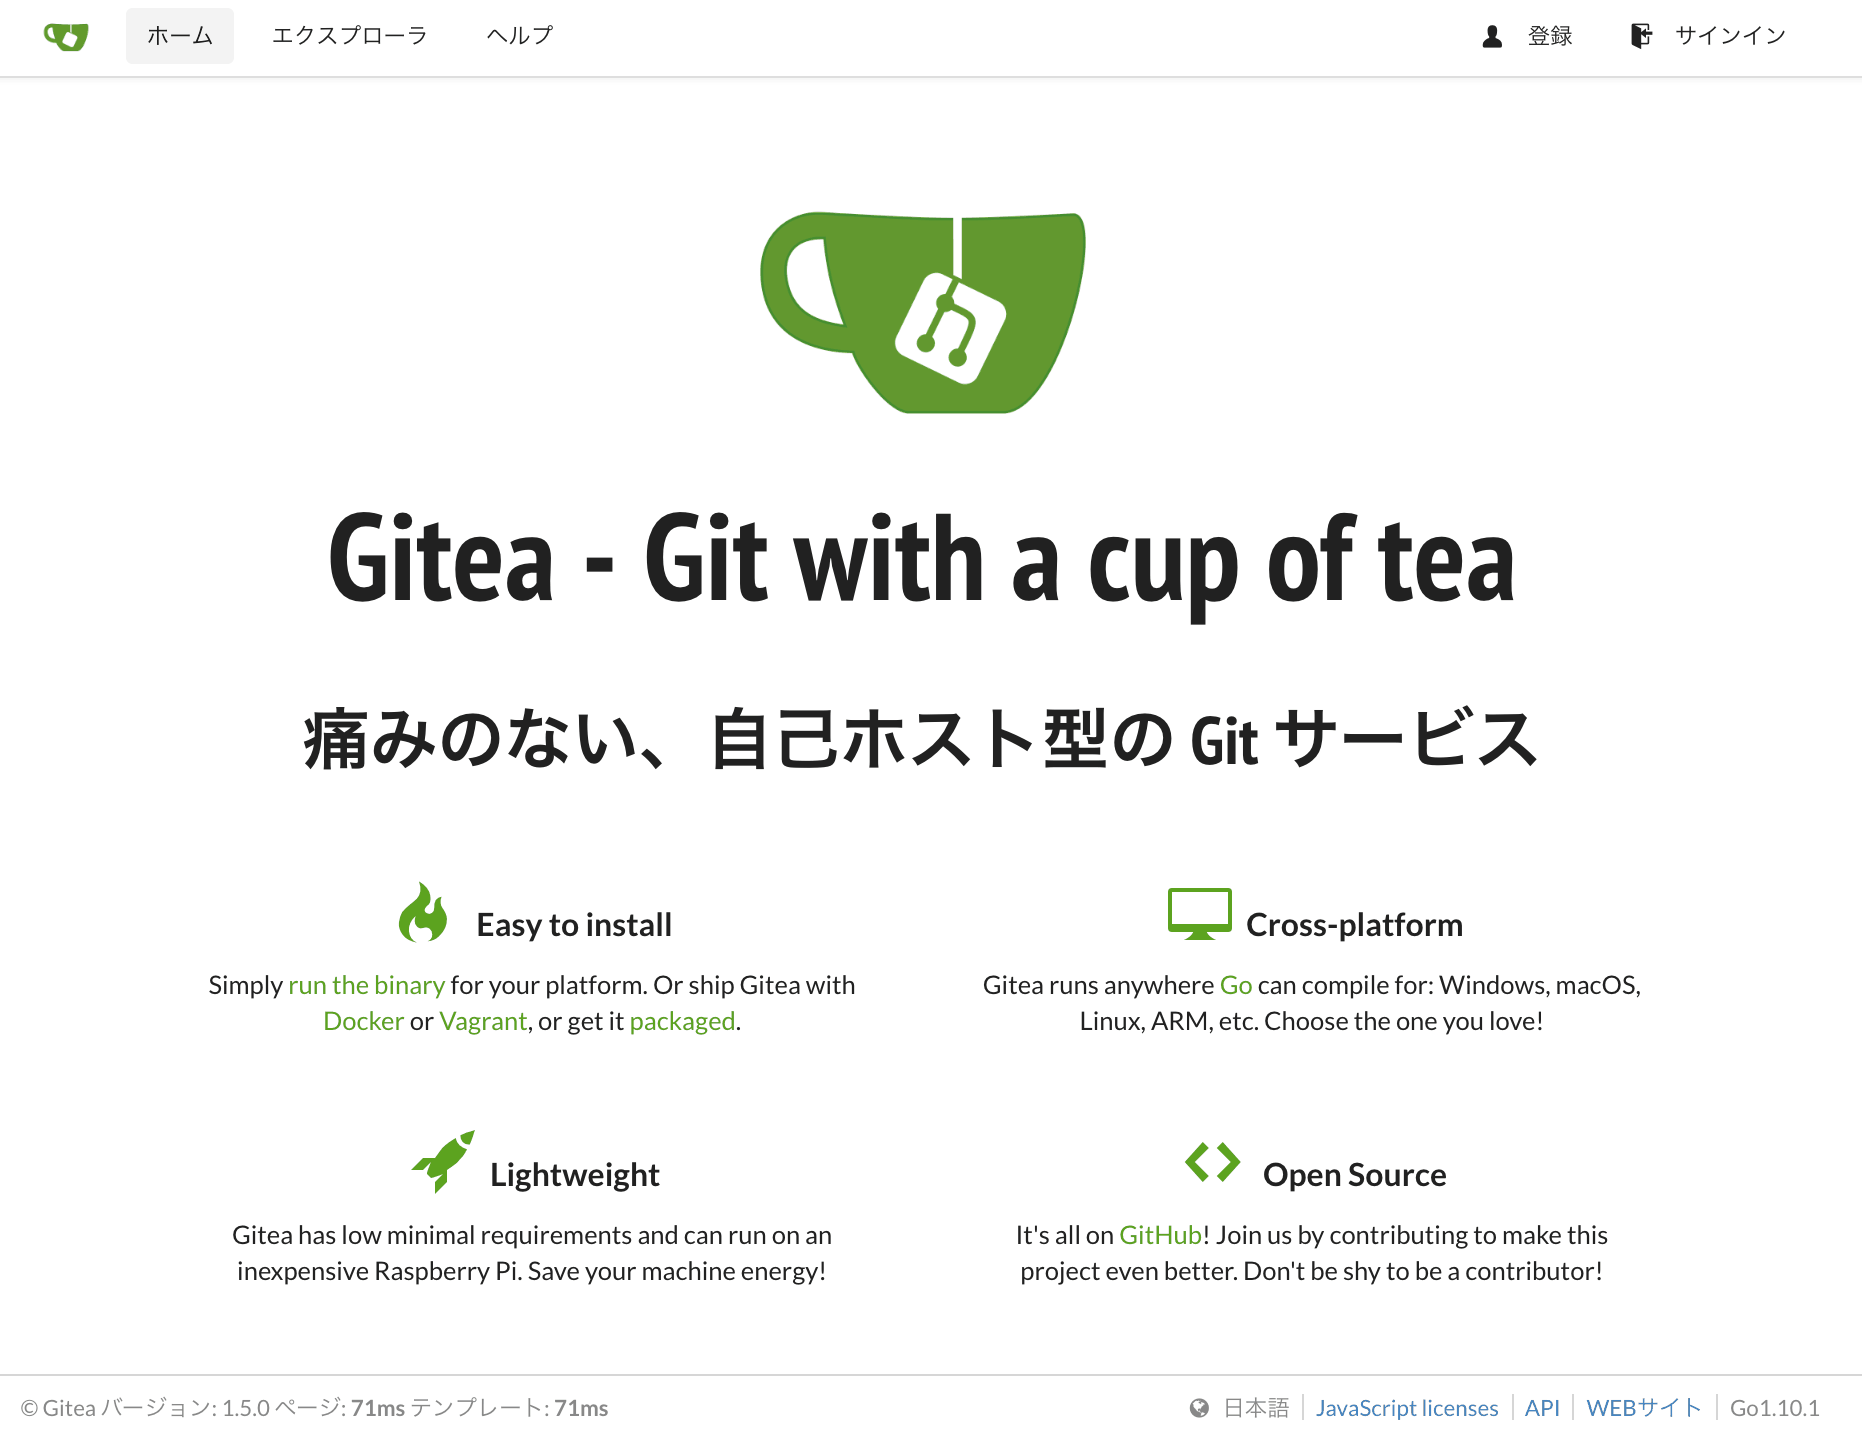 ホーム エクスプローラ ヘルプ 登録 サインイン
Gitea - Git with a cup of tea
痛みのない、自己ホスト型の Git サービス
Easy to install
Simply run the binary for your platform. Or ship Gitea with
Docker or Vagrant, or get it packaged.
Cross-platform
Gitea runs anywhere Go can compile for: Windows, macOS,
Linux, ARM, etc. Choose the one you love!
Lightweight
Gitea has low minimal requirements and can run on an
inexpensive Raspberry Pi. Save your machine energy!
Open Source
It's all on GitHub! Join us by contributing to make this
project even better. Don't be shy to be a contributor!
© Gitea バージョン: 1.5.0 ページ: 71ms テンプレート: 71ms 日本語 JavaScript licenses API WEBサイト Go1.10.1